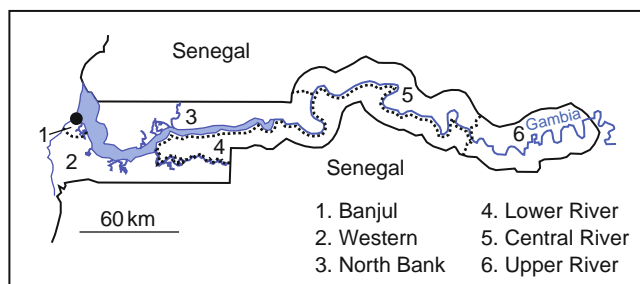 Senegal
3
5
1
4
6
Gambia
2
Senegal
60 km
1. Banjul
2. Western
3. North Bank
4. Lower River
5. Central River
6. Upper River